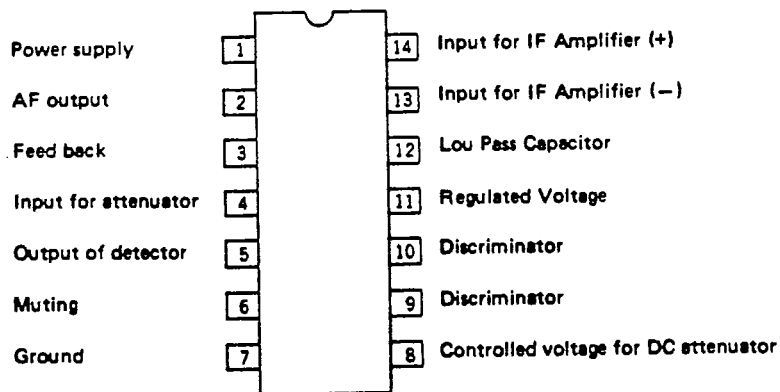 Power supply 1 14 Input for IF Amplifier (+)
AF output 2 13 Input for IF Amplifier (−)
Feed back 3 12 Lou Pass Capacitor
Input for attenuator 4 11 Regulated Voltage
Output of detector 5 10 Discriminator
Muting 6 9 Discriminator
Ground 7 8 Controlled voltage for DC attenuator